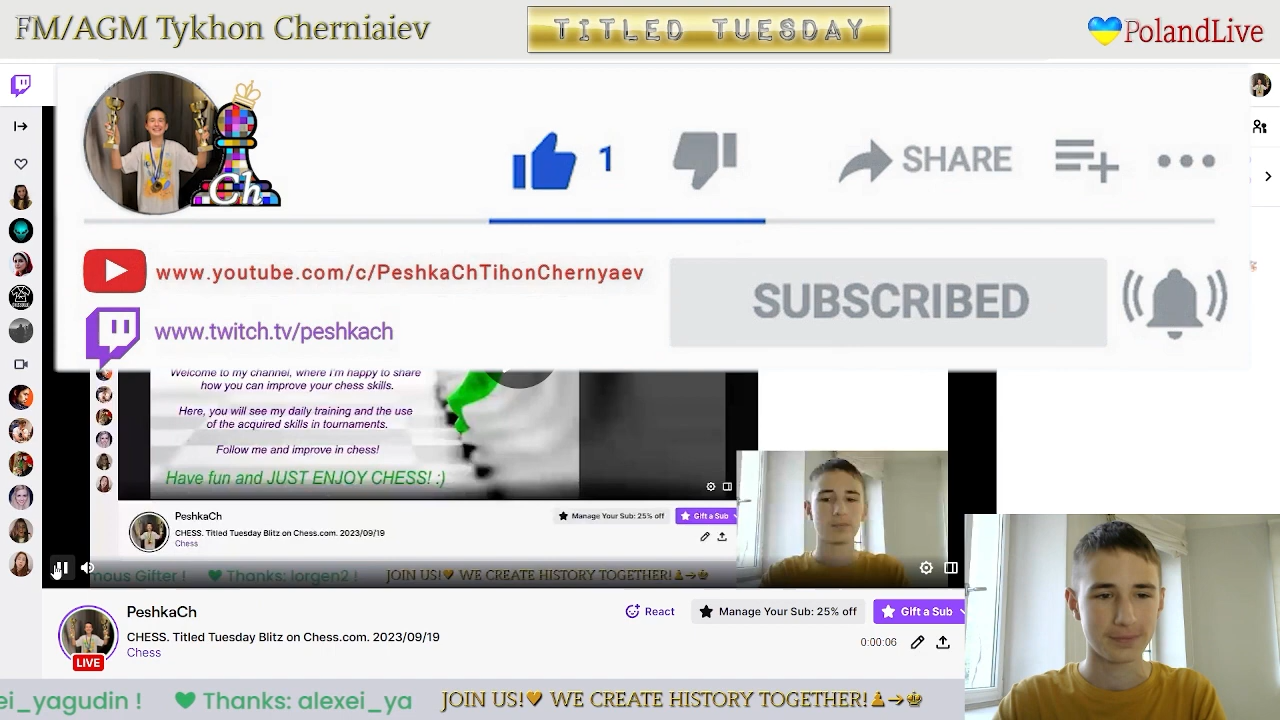 FM/AGM Tykhon Cherniaiev
TITLED TUESDAY
PolandLive
Ch
1
SHARE
www.youtube.com/c/PeshkaChTihonChernyaev
www.twitch.tv/peshkach
SUBSCRIBED
Welcome to my channel, where I'm happy to share
how you can improve your chess skills.
Here, you will see my daily training and the use
of the acquired skills in tournaments.
Follow me and improve in chess!
Have fun and JUST ENJOY CHESS! :)
PeshkaCh
Manage Your Sub: 25% off
Gift a Sub
CHESS. Titled Tuesday Blitz on Chess.com. 2023/09/19
Chess
mous Gifter ! Thanks: lorgen2 ! JOIN US! WE CREATE HISTORY TOGETHER!
PeshkaCh
React
Manage Your Sub: 25% off
Gift a Sub
CHESS. Titled Tuesday Blitz on Chess.com. 2023/09/19
0:00:06
Chess
LIVE
ei_yagudin ! Thanks: alexei_ya JOIN US! WE CREATE HISTORY TOGETHER!